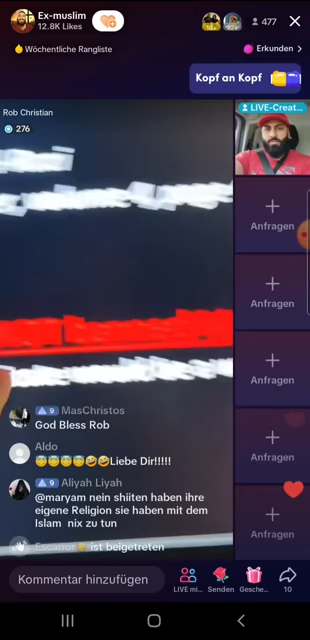 Ex-muslim
12.8K Likes
477
Wöchentliche Rangliste
Erkunden >
Kopf an Kopf
Rob Christian
276
LIVE-Creat...
Anfragen
Anfragen
Anfragen
Anfragen
Anfragen
9 MasChristos
God Bless Rob
Aldo
Liebe Dir!!!!!
9 Aliyah Liyah
@maryam nein shiiten haben ihre
eigene Religion sie haben mit dem
Islam nix zu tun
ist beigetreten
Kommentar hinzufügen
LIVE mi...
Senden
Gesche...
10